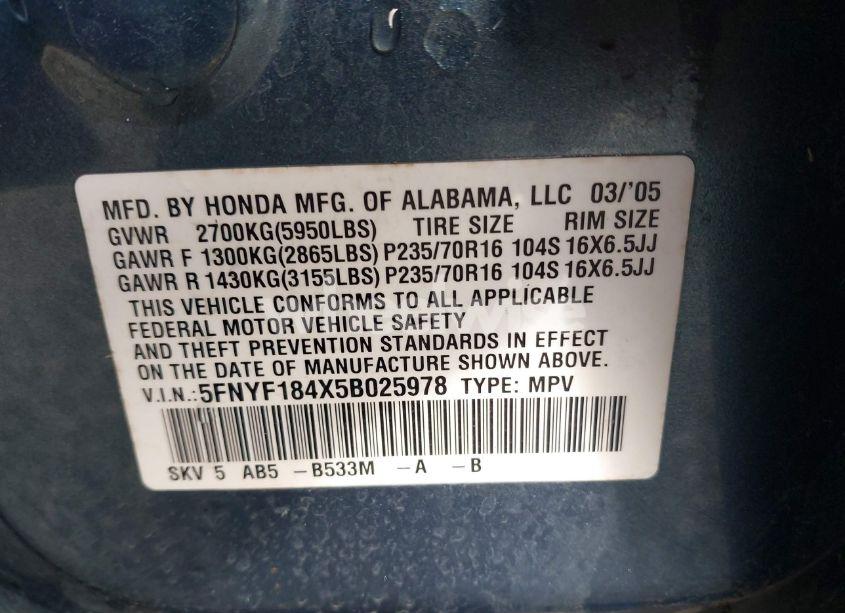 MFD. BY HONDA MFG. OF ALABAMA, LLC 03/'05
GVWR 2700KG(5950LBS) TIRE SIZE RIM SIZE
GAWR F 1300KG(2865LBS) P235/70R16 104S 16X6.5JJ
GAWR R 1430KG(3155LBS) P235/70R16 104S 16X6.5JJ
THIS VEHICLE CONFORMS TO ALL APPLICABLE
FEDERAL MOTOR VEHICLE SAFETY
AND THEFT PREVENTION STANDARDS IN EFFECT
ON THE DATE OF MANUFACTURE SHOWN ABOVE.
V.I.N.:5FNYF184X5B025978 TYPE: MPV
SKV 5 AB5 -B533M -A -B